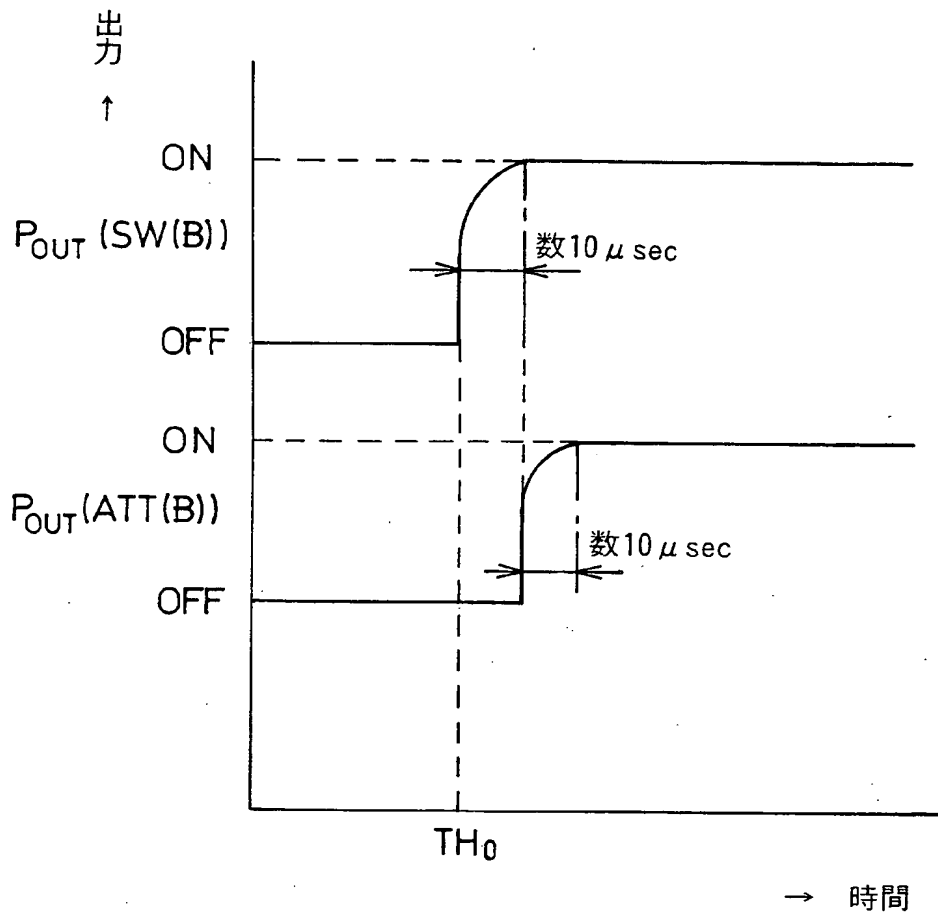 出力
↑
ON
P_OUT (SW(B))
数10μsec
OFF
ON
P_OUT (ATT(B))
数10μsec
OFF
TH₀
→ 時間